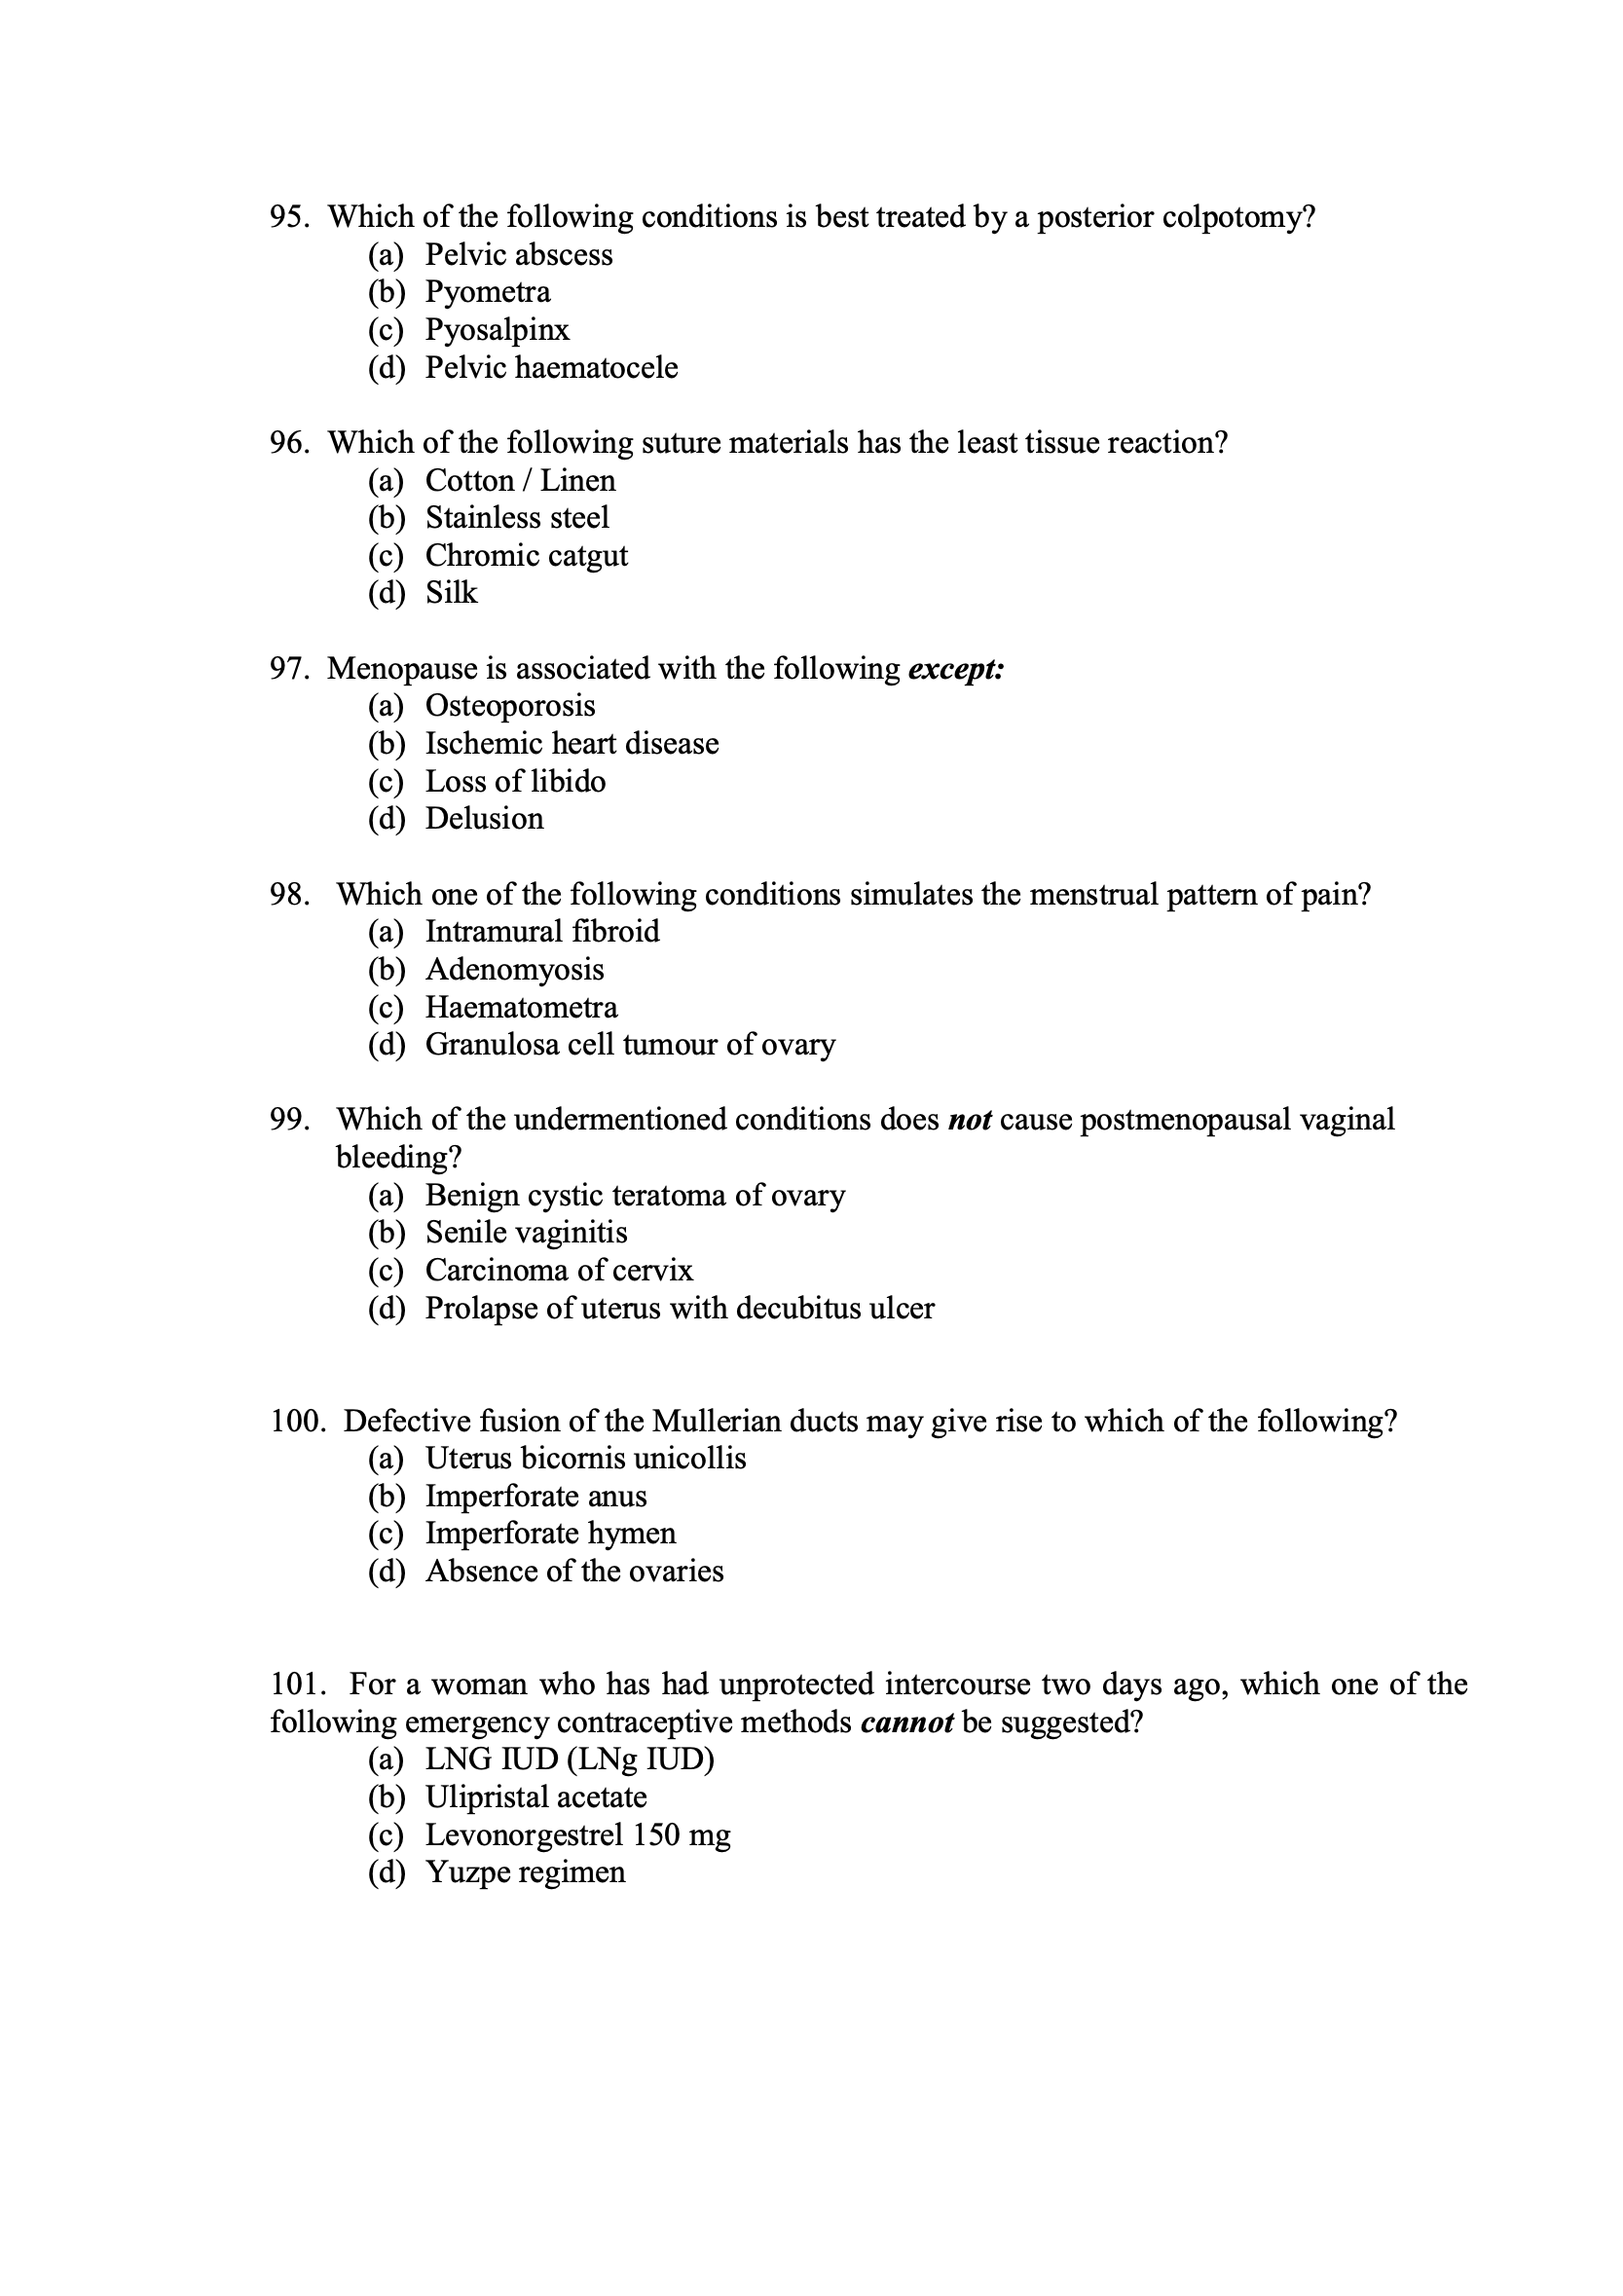 95. Which of the following conditions is best treated by a posterior colpotomy?
(a) Pelvic abscess
(b) Pyometra
(c) Pyosalpinx
(d) Pelvic haematocele
96. Which of the following suture materials has the least tissue reaction?
(a) Cotton / Linen
(b) Stainless steel
(c) Chromic catgut
(d) Silk
97. Menopause is associated with the following except:
(a) Osteoporosis
(b) Ischemic heart disease
(c) Loss of libido
(d) Delusion
98. Which one of the following conditions simulates the menstrual pattern of pain?
(a) Intramural fibroid
(b) Adenomyosis
(c) Haematometra
(d) Granulosa cell tumour of ovary
99. Which of the undermentioned conditions does not cause postmenopausal vaginal
bleeding?
(a) Benign cystic teratoma of ovary
(b) Senile vaginitis
(c) Carcinoma of cervix
(d) Prolapse of uterus with decubitus ulcer
100. Defective fusion of the Mullerian ducts may give rise to which of the following?
(a) Uterus bicornis unicollis
(b) Imperforate anus
(c) Imperforate hymen
(d) Absence of the ovaries
101. For a woman who has had unprotected intercourse two days ago, which one of the
following emergency contraceptive methods cannot be suggested?
(a) LNG IUD (LNg IUD)
(b) Ulipristal acetate
(c) Levonorgestrel 150 mg
(d) Yuzpe regimen